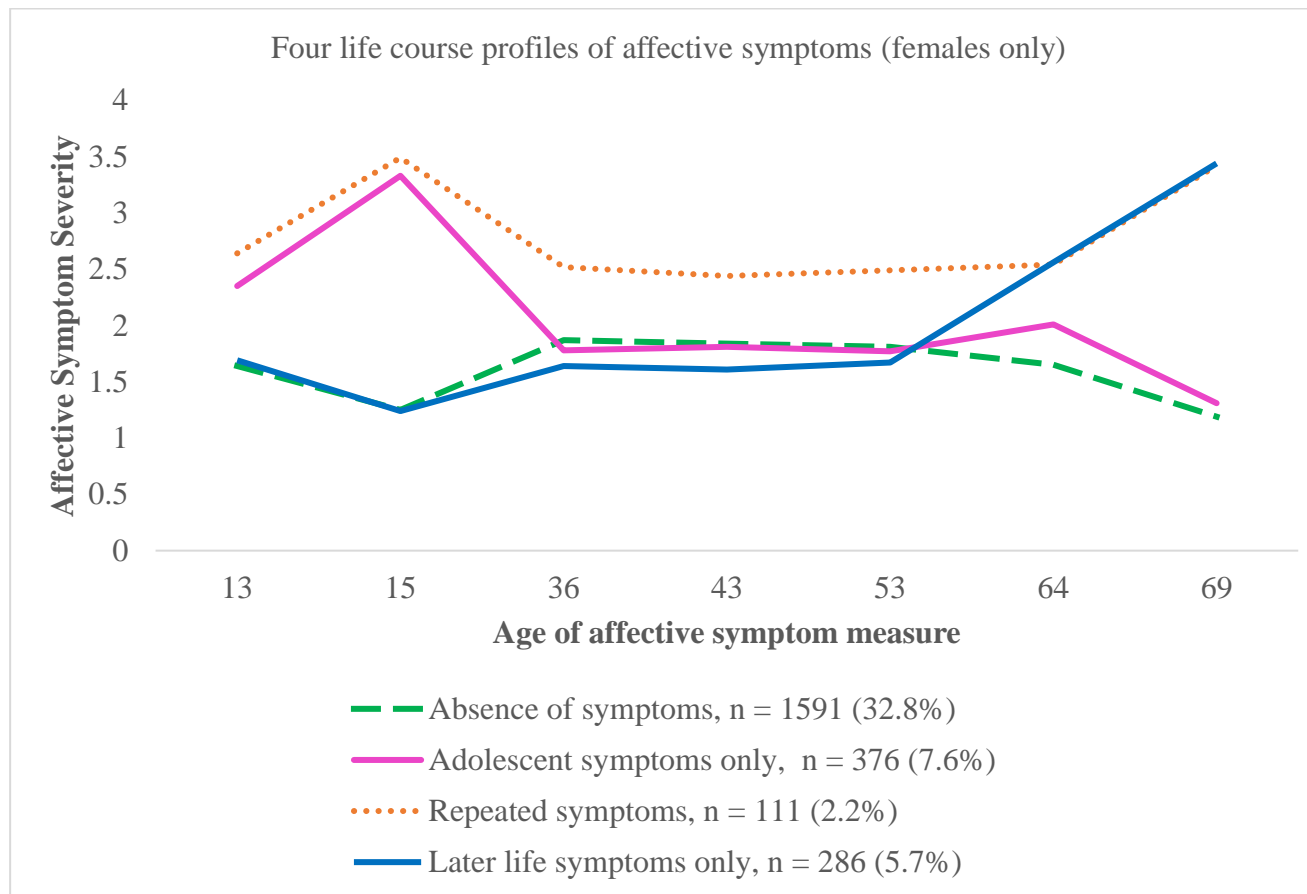 Four life course profiles of affective symptoms (females only)
4
3.5
3
2.5
2
1.5
1
0.5
0
Affective Symptom Severity
13 15 36 43 53 64 69
Age of affective symptom measure
Absence of symptoms, n = 1591 (32.8%)
Adolescent symptoms only,  n = 376 (7.6%)
Repeated symptoms, n = 111 (2.2%)
Later life symptoms only, n = 286 (5.7%)